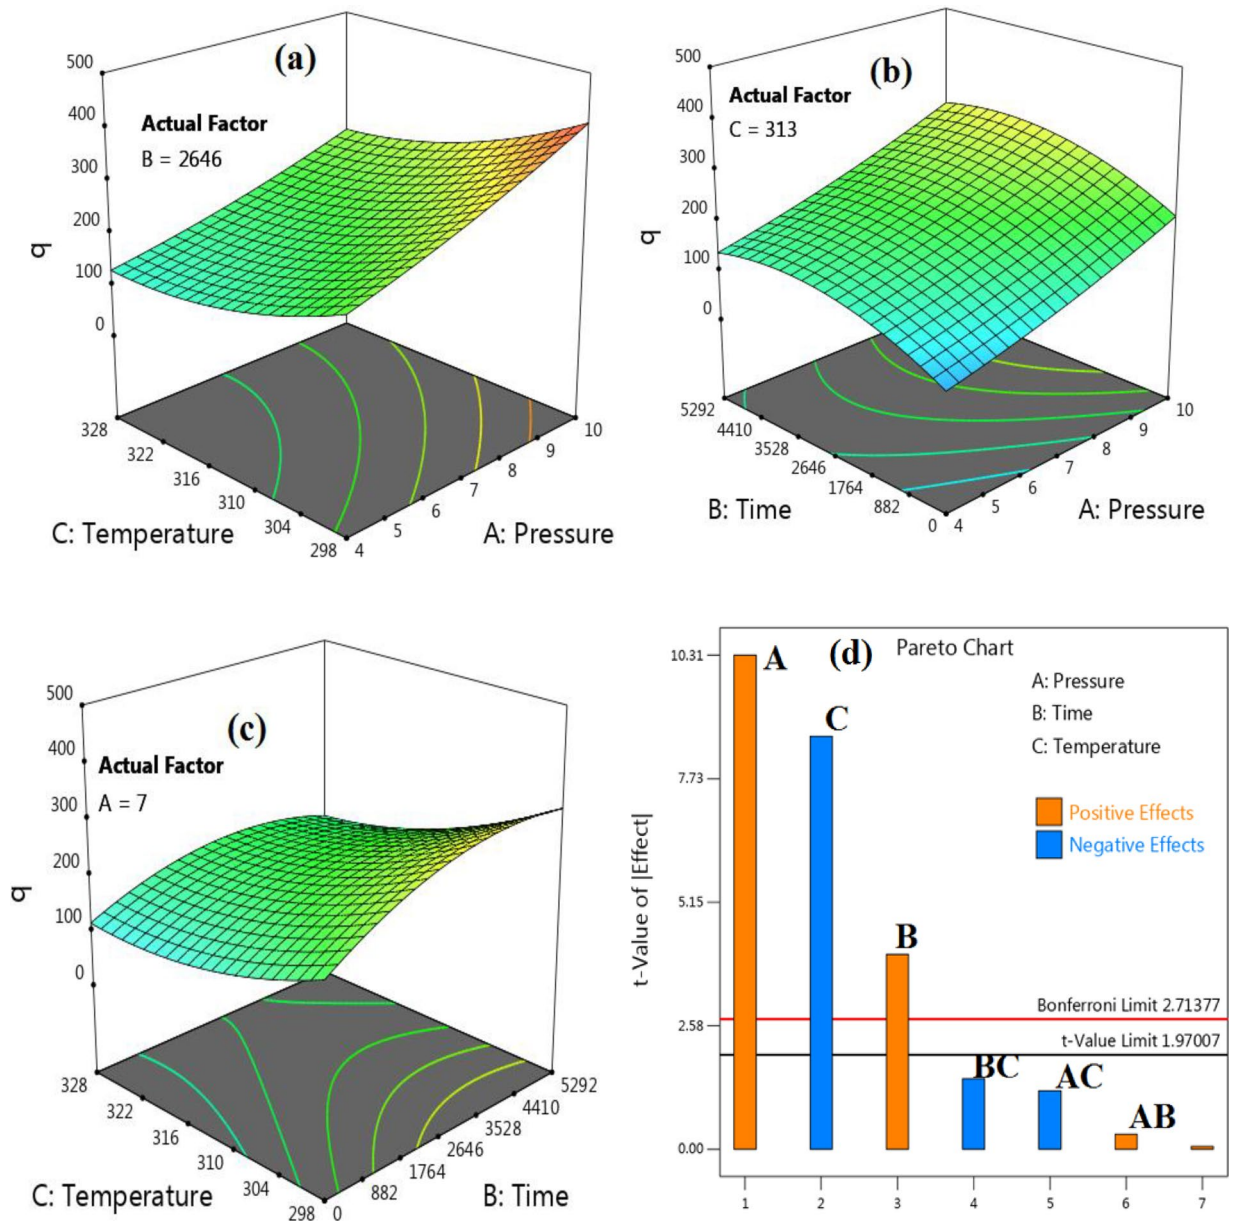 (a)
500
400
300
200
100
0
q
Actual Factor
B = 2646
328
322
316
310
304
298
4
5
6
7
8
9
10
C: Temperature
A: Pressure
(b)
500
400
300
200
100
0
q
Actual Factor
C = 313
5292
4410
3528
2646
1764
882
0
4
5
6
7
8
9
10
B: Time
A: Pressure
(c)
500
400
300
200
100
0
q
Actual Factor
A = 7
328
322
316
310
304
298
0
882
1764
2646
3528
4410
5292
C: Temperature
B: Time
(d)
Pareto Chart
A: Pressure
B: Time
C: Temperature
Positive Effects
Negative Effects
t-Value of |Effect|
10.31
7.73
5.15
2.58
0.00
A
C
B
BC
AC
AB
Bonferroni Limit 2.71377
t-Value Limit 1.97007
1
2
3
4
5
6
7